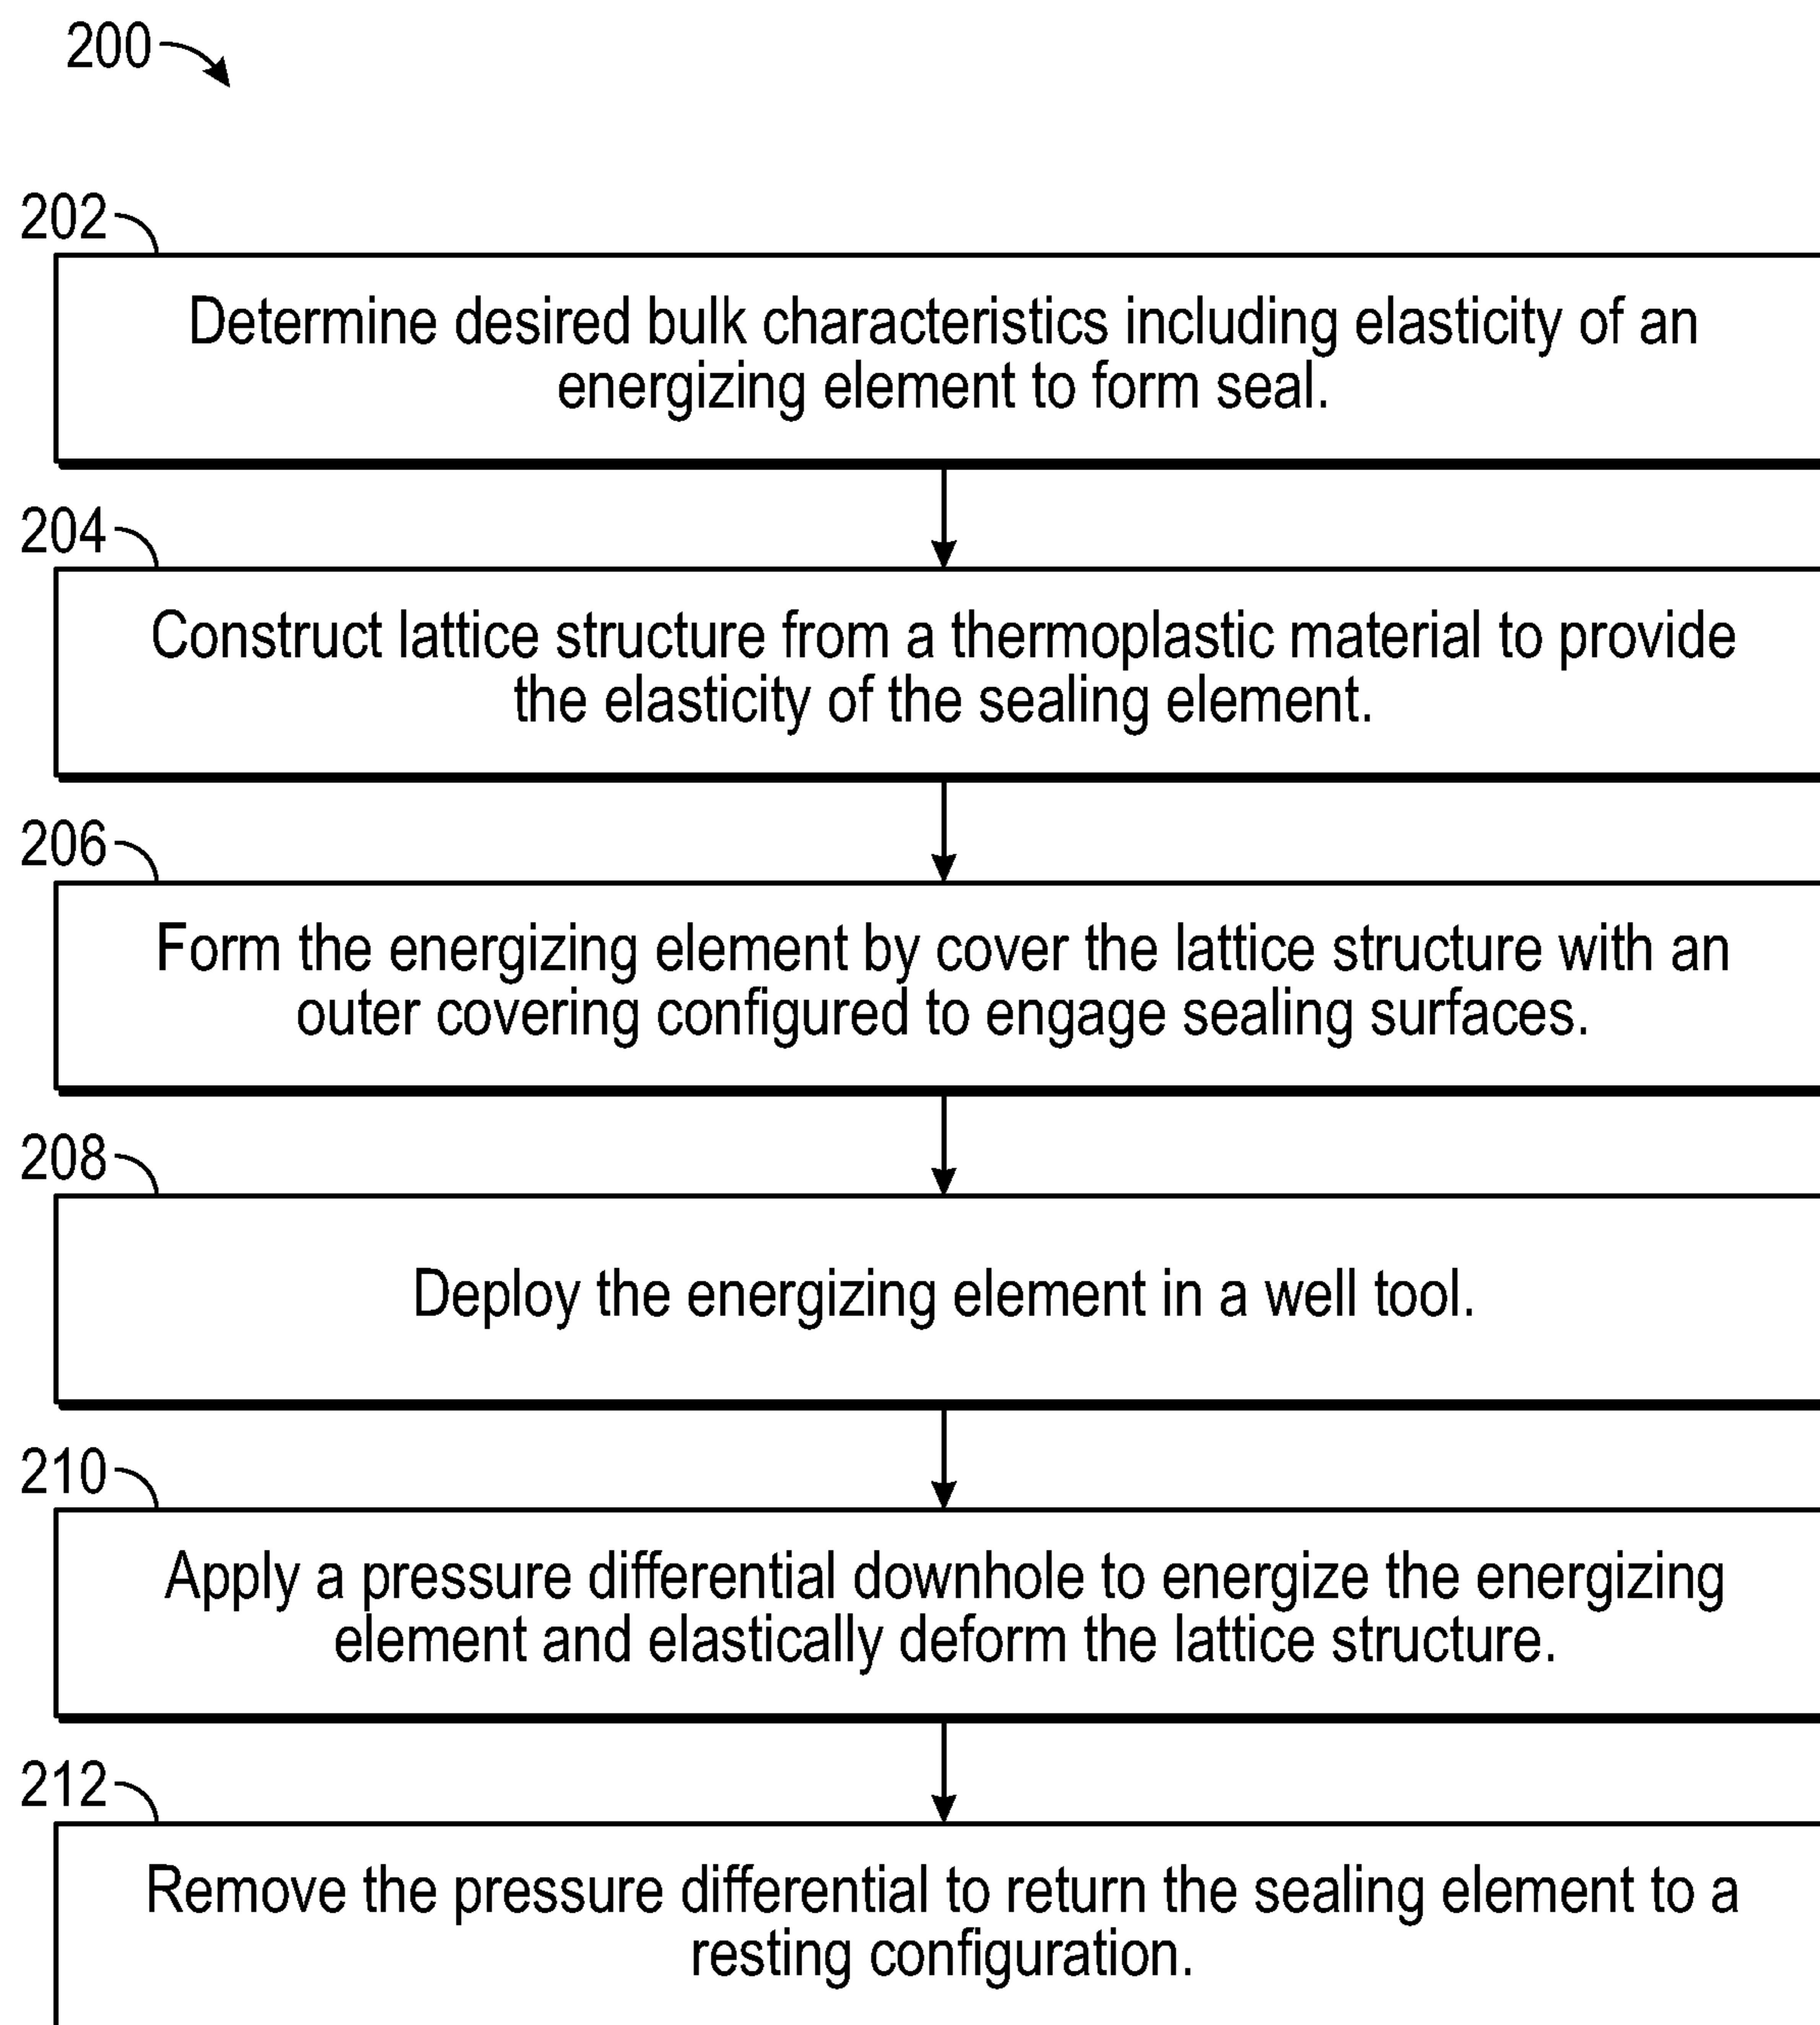 200
202
Determine desired bulk characteristics including elasticity of an
energizing element to form seal.
204
Construct lattice structure from a thermoplastic material to provide
the elasticity of the sealing element.
206
Form the energizing element by cover the lattice structure with an
outer covering configured to engage sealing surfaces.
208
Deploy the energizing element in a well tool.
210
Apply a pressure differential downhole to energize the energizing
element and elastically deform the lattice structure.
212
Remove the pressure differential to return the sealing element to a
resting configuration.